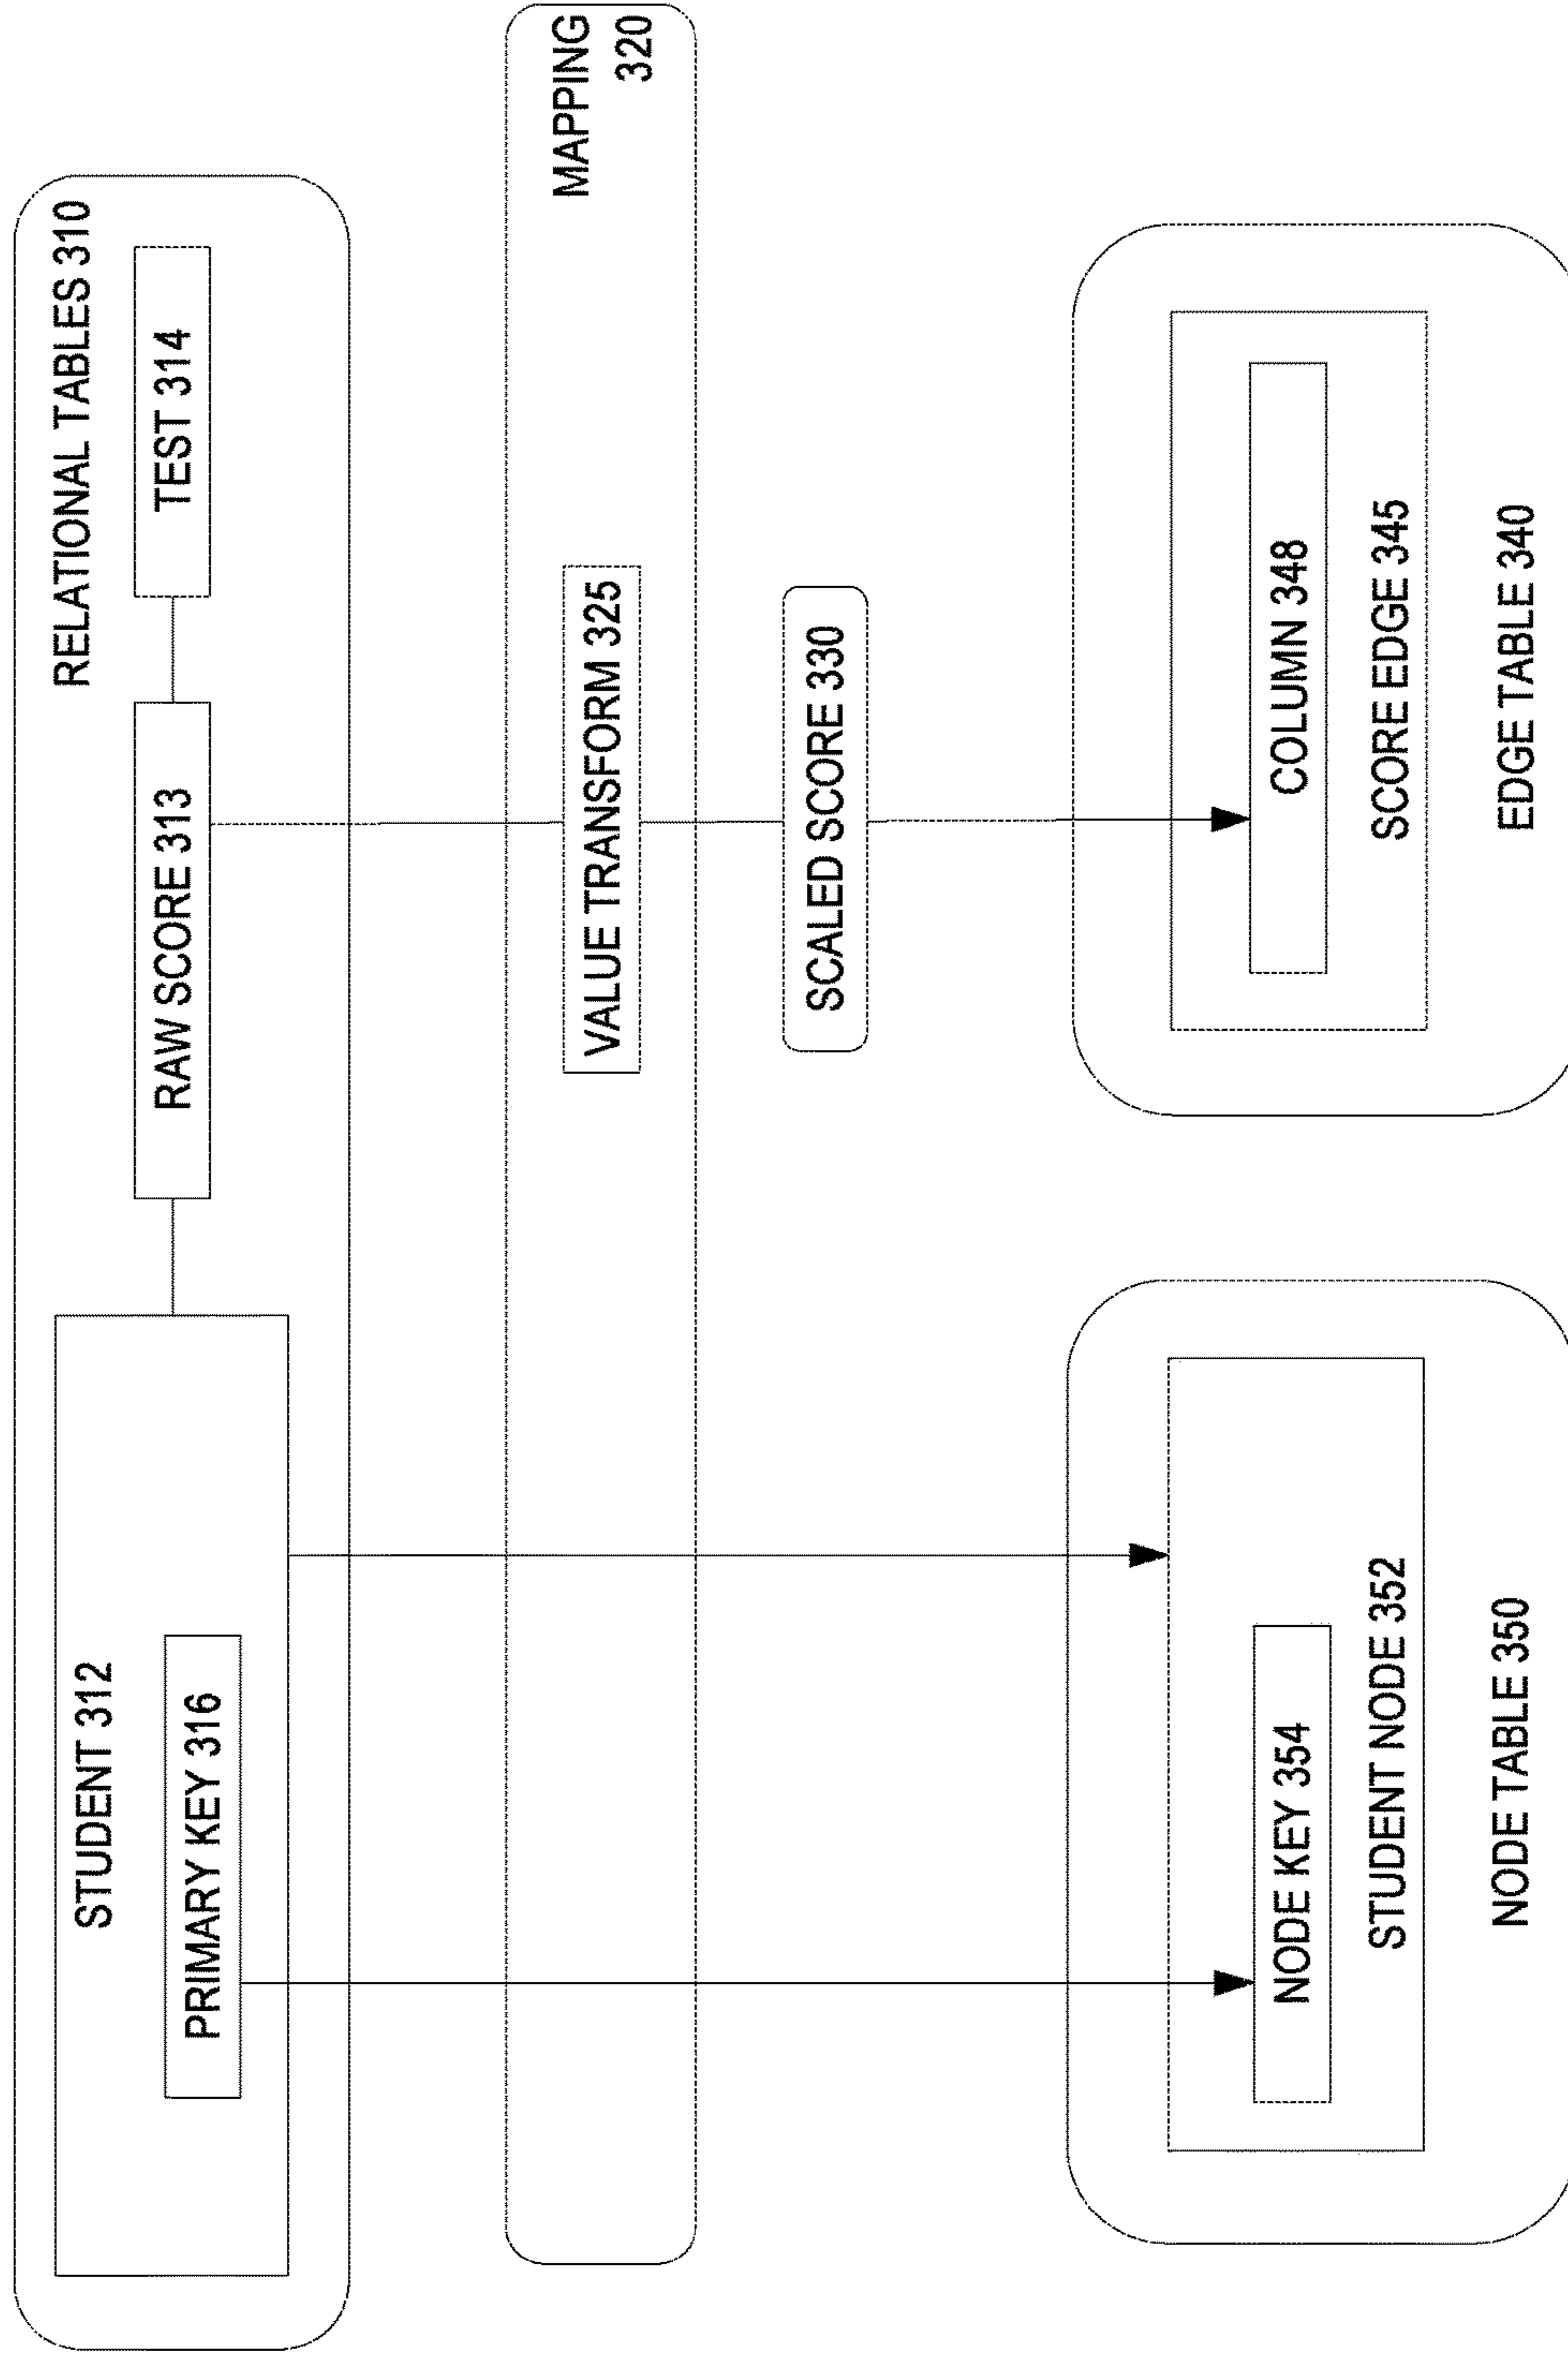 RELATIONAL TABLES 310
STUDENT 312
PRIMARY KEY 316
RAW SCORE 313
TEST 314
MAPPING
320
VALUE TRANSFORM 325
SCALED SCORE 330
NODE KEY 354
STUDENT NODE 352
NODE TABLE 350
COLUMN 348
SCORE EDGE 345
EDGE TABLE 340